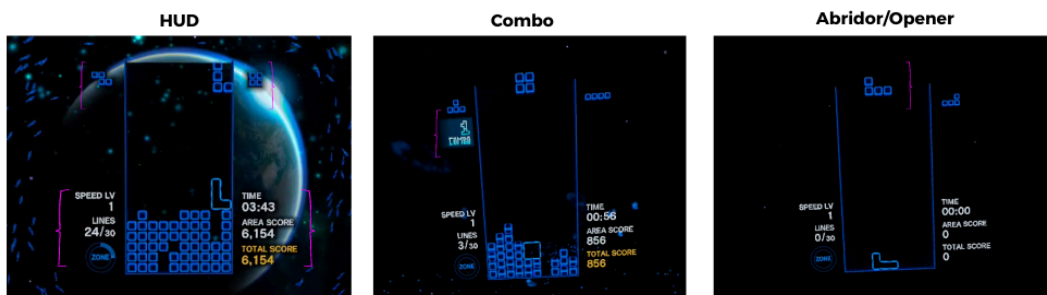 HUD
SPEED LV
1
LINES
24/30
ZONE
TIME
03:43
AREA SCORE
6,154
TOTAL SCORE
6,154
Combo
SPEED LV
1
LINES
3/30
ZONE
TIME
00:56
AREA SCORE
856
TOTAL SCORE
856
Abridor/Opener
SPEED LV
1
LINES
0/30
ZONE
TIME
00:00
AREA SCORE
0
TOTAL SCORE
0